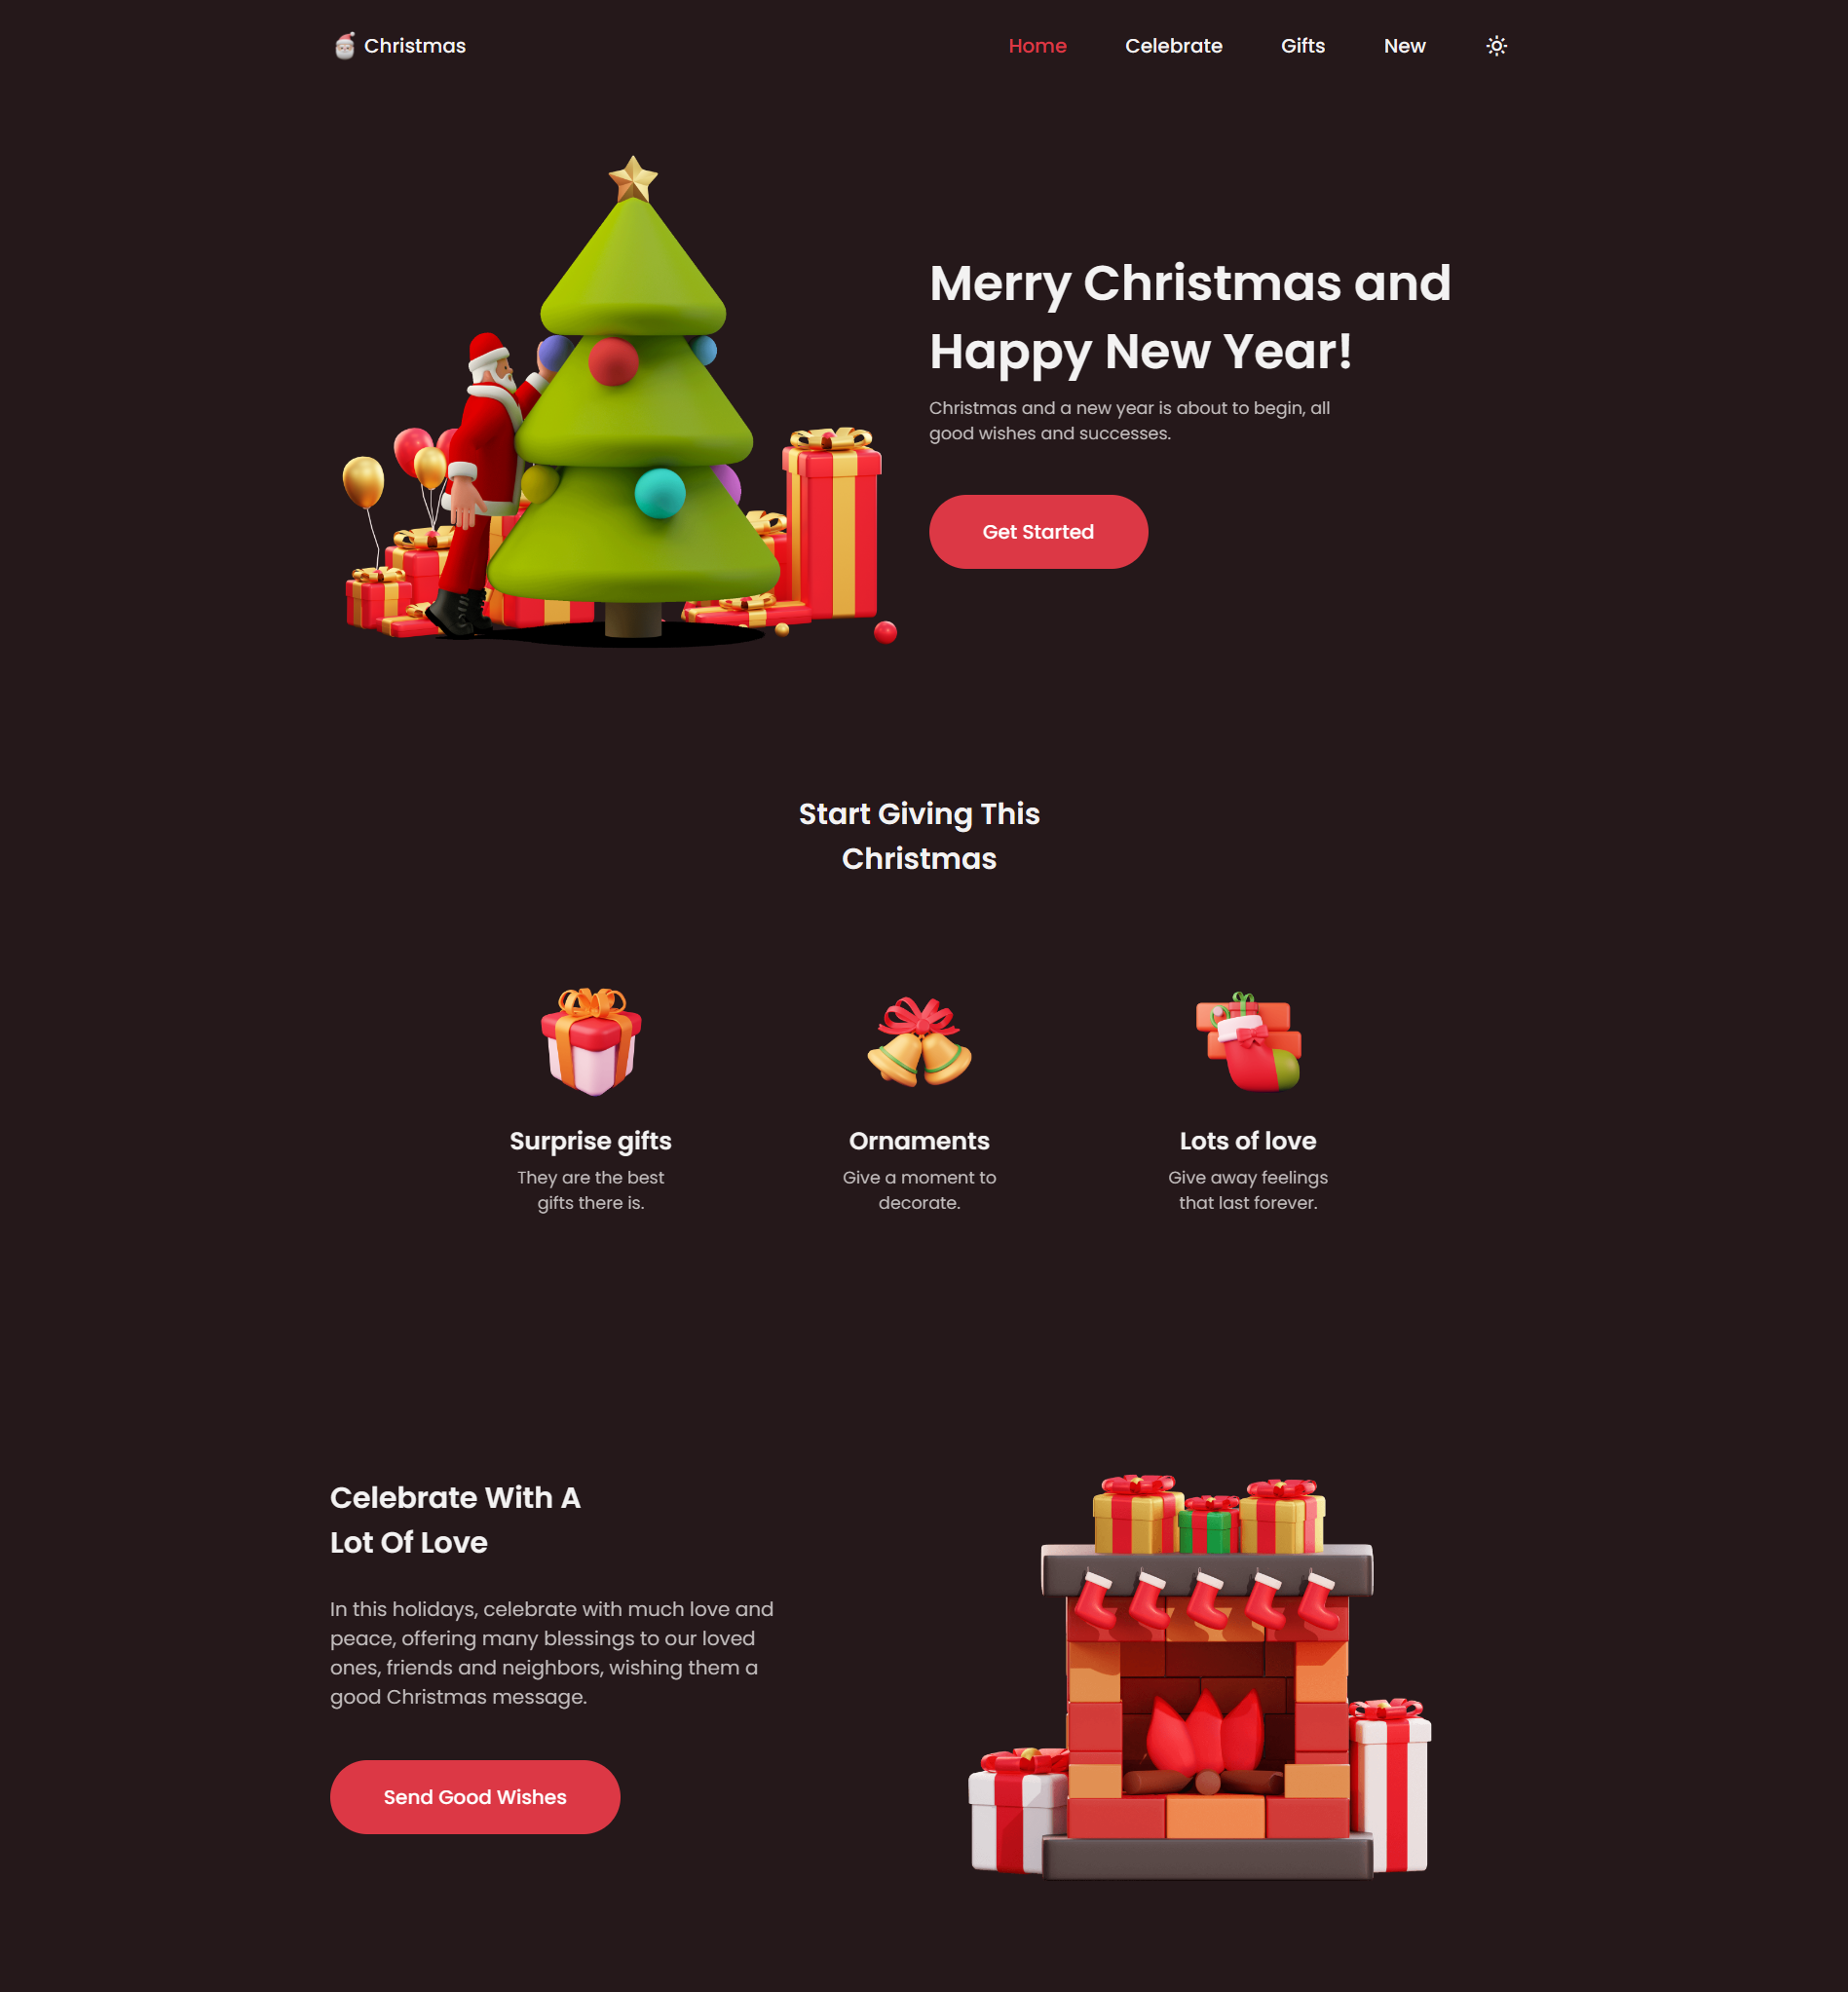 Christmas
Home
Celebrate
Gifts
New
Merry Christmas and
Happy New Year!
Christmas and a new year is about to begin, all
good wishes and successes.
Get Started
Start Giving This
Christmas
Surprise gifts
They are the best
gifts there is.
Ornaments
Give a moment to
decorate.
Lots of love
Give away feelings
that last forever.
Celebrate With A
Lot Of Love
In this holidays, celebrate with much love and
peace, offering many blessings to our loved
ones, friends and neighbors, wishing them a
good Christmas message.
Send Good Wishes